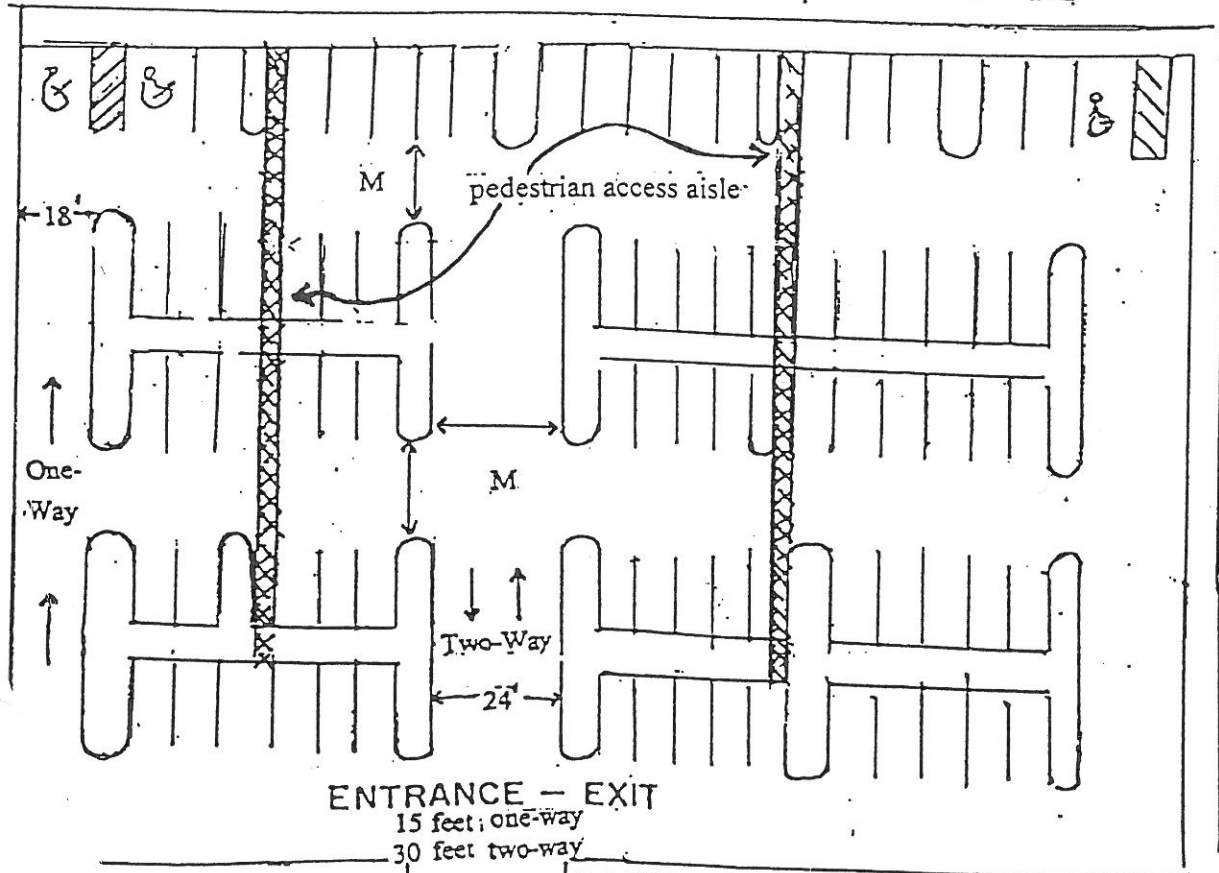 M
pedestrian access aisle
18'
One-
Way
M
Two-Way
24'
ENTRANCE - EXIT
15 feet, one-way
30 feet two-way